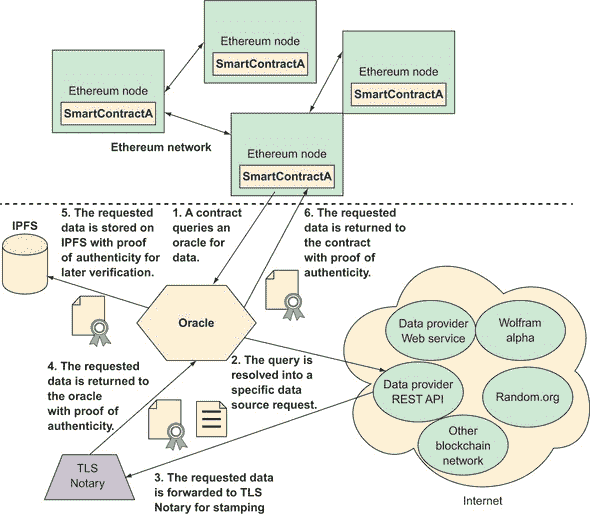 Ethereum node
SmartContractA
Ethereum node
SmartContractA
Ethereum node
SmartContractA
Ethereum network
Ethereum node
SmartContractA
5. The requested
data is stored on
IPFS with proof
of authenticity for
later verification.
1. A contract
queries an
oracle for
data.
6. The requested
data is returned to
the contract
with proof of
authenticity.
IPFS
Oracle
Data provider
Web service
Wolfram
alpha
2. The query is
resolved into a
specific data
source request.
4. The requested
data is returned to
the oracle
with proof of
authenticity.
Data provider
REST API
Random.org
Other
blockchain
network
TLS
Notary
3. The requested data
is forwarded to TLS
Notary for stamping
Internet